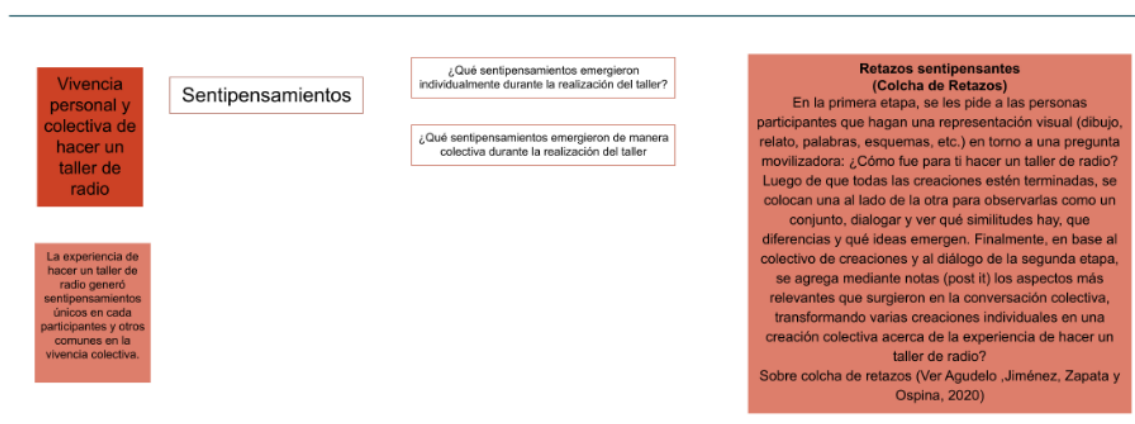 Vivencia
personal y
colectiva de
hacer un
taller de
radio
La experiencia de
hacer un taller de
radio generó
sentipensamientos
únicos en cada
participantes y otros
comunes en la
vivencia colectiva.
Sentipensamientos
¿Qué sentipensamientos emergieron
individualmente durante la realización del taller?
¿Qué sentipensamientos emergieron de manera
colectiva durante la realización del taller
Retazos sentipensantes
(Colcha de Retazos)
En la primera etapa, se les pide a las personas
participantes que hagan una representación visual (dibujo,
relato, palabras, esquemas, etc.) en torno a una pregunta
movilizadora: ¿Cómo fue para ti hacer un taller de radio?
Luego de que todas las creaciones estén terminadas, se
colocan una al lado de la otra para observarlas como un
conjunto, dialogar y ver qué similitudes hay, que
diferencias y qué ideas emergen. Finalmente, en base al
colectivo de creaciones y al diálogo de la segunda etapa,
se agrega mediante notas (post it) los aspectos más
relevantes que surgieron en la conversación colectiva,
transformando varias creaciones individuales en una
creación colectiva acerca de la experiencia de hacer un
taller de radio?
Sobre colcha de retazos (Ver Agudelo ,Jiménez, Zapata y
Ospina, 2020)